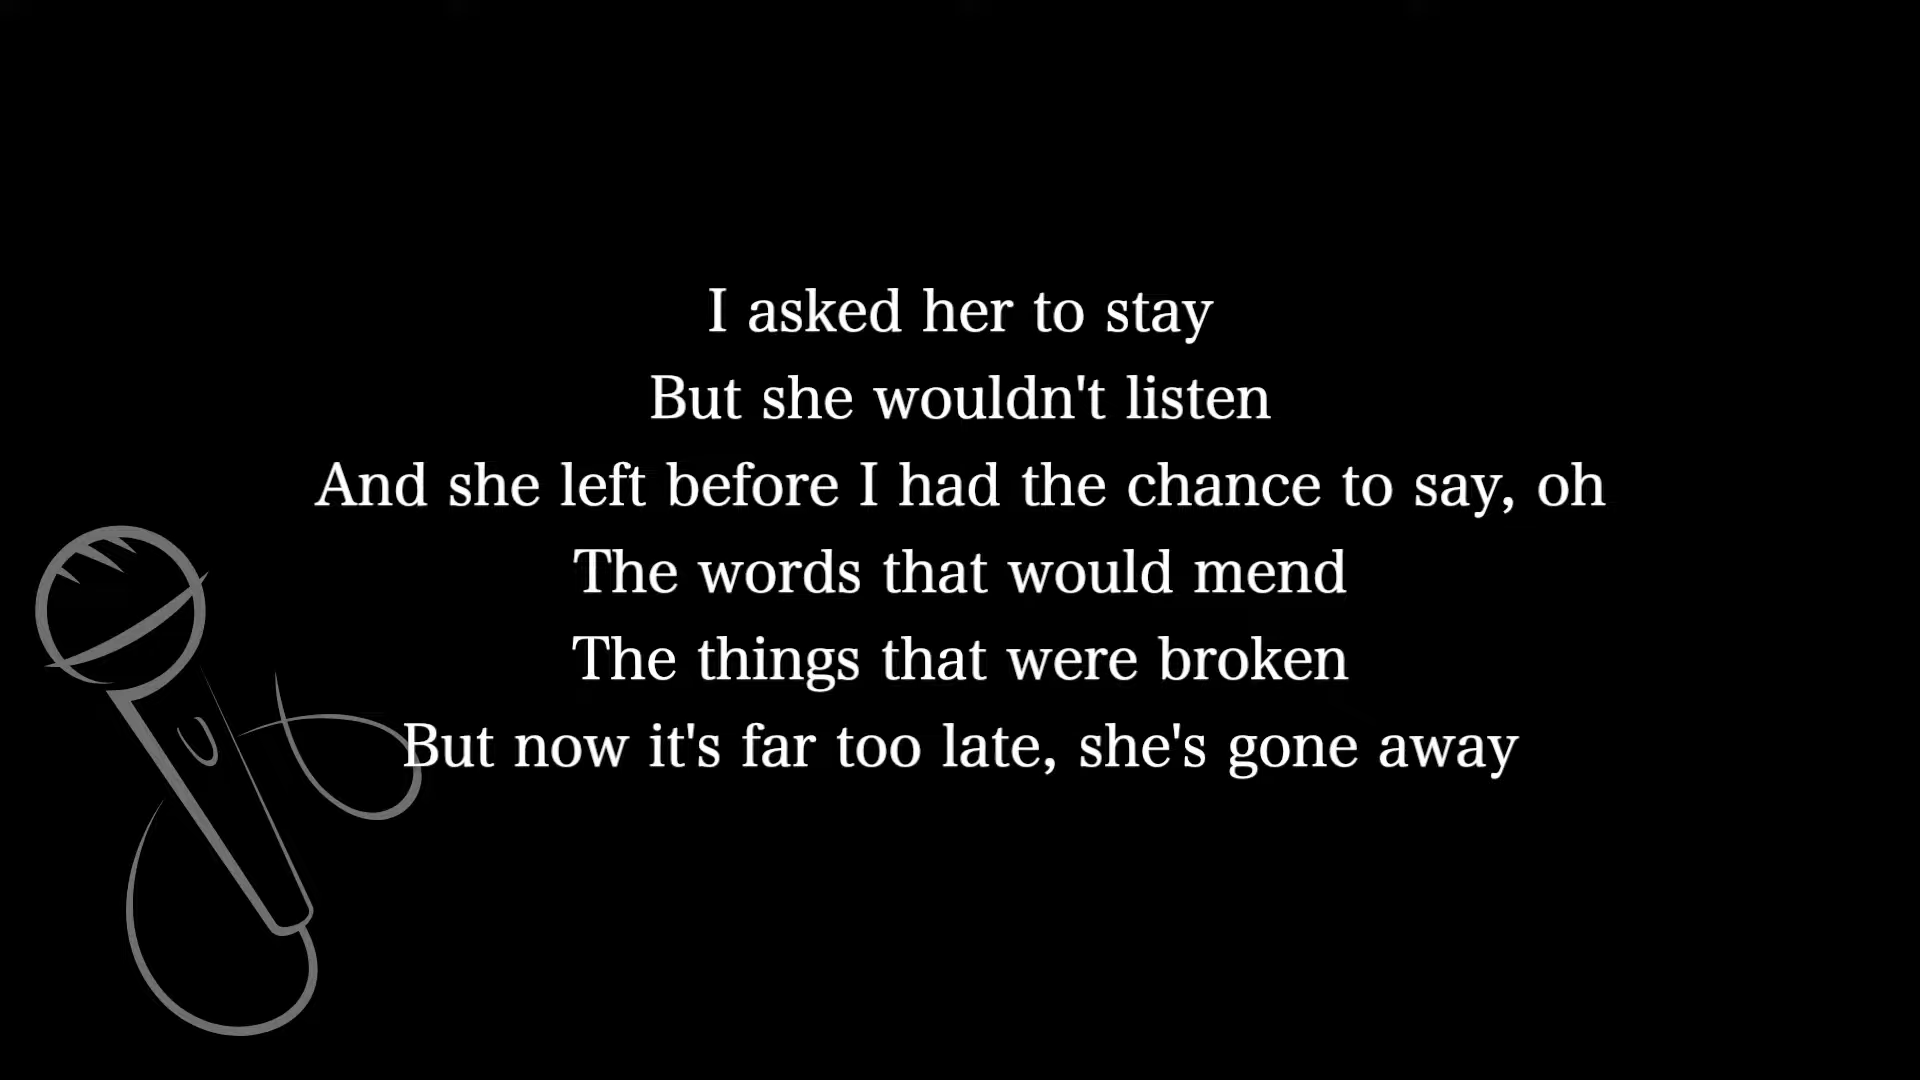 I asked her to stay
But she wouldn't listen
And she left before I had the chance to say, oh
The words that would mend
The things that were broken
But now it's far too late, she's gone away